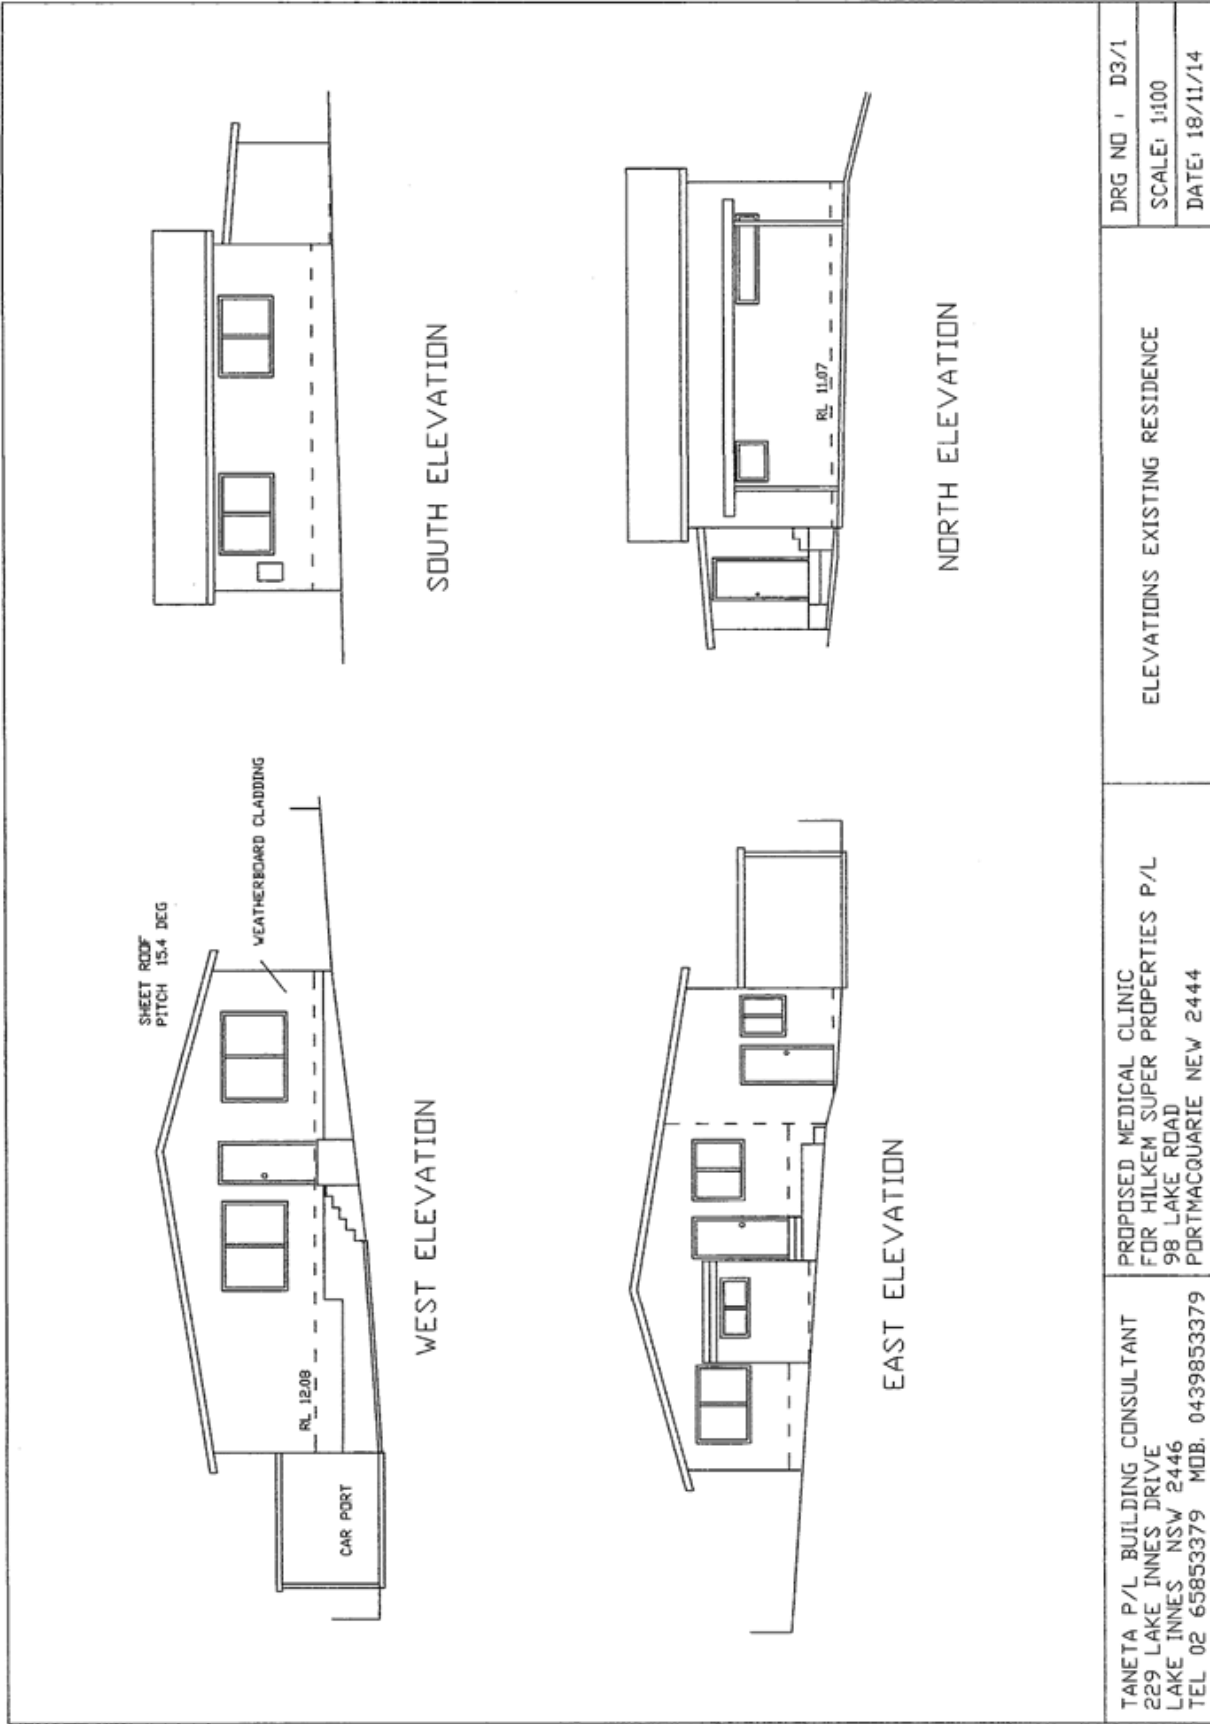 SHEET ROOF
PITCH 15.4 DEG
WEATHERBOARD CLADDING
RL 12.08
CAR PORT
WEST ELEVATION
SOUTH ELEVATION
EAST ELEVATION
RL 11.07
NORTH ELEVATION
TANETA P/L BUILDING CONSULTANT
229 LAKE INNES DRIVE
LAKE INNES NSW 2446
TEL 02 65853379 MOB. 0439853379
PROPOSED MEDICAL CLINIC
FOR HILKEM SUPER PROPERTIES P/L
98 LAKE ROAD
PORTMACQUARIE NEW 2444
ELEVATIONS EXISTING RESIDENCE
DRG NO : D3/1
SCALE: 1:100
DATE: 18/11/14